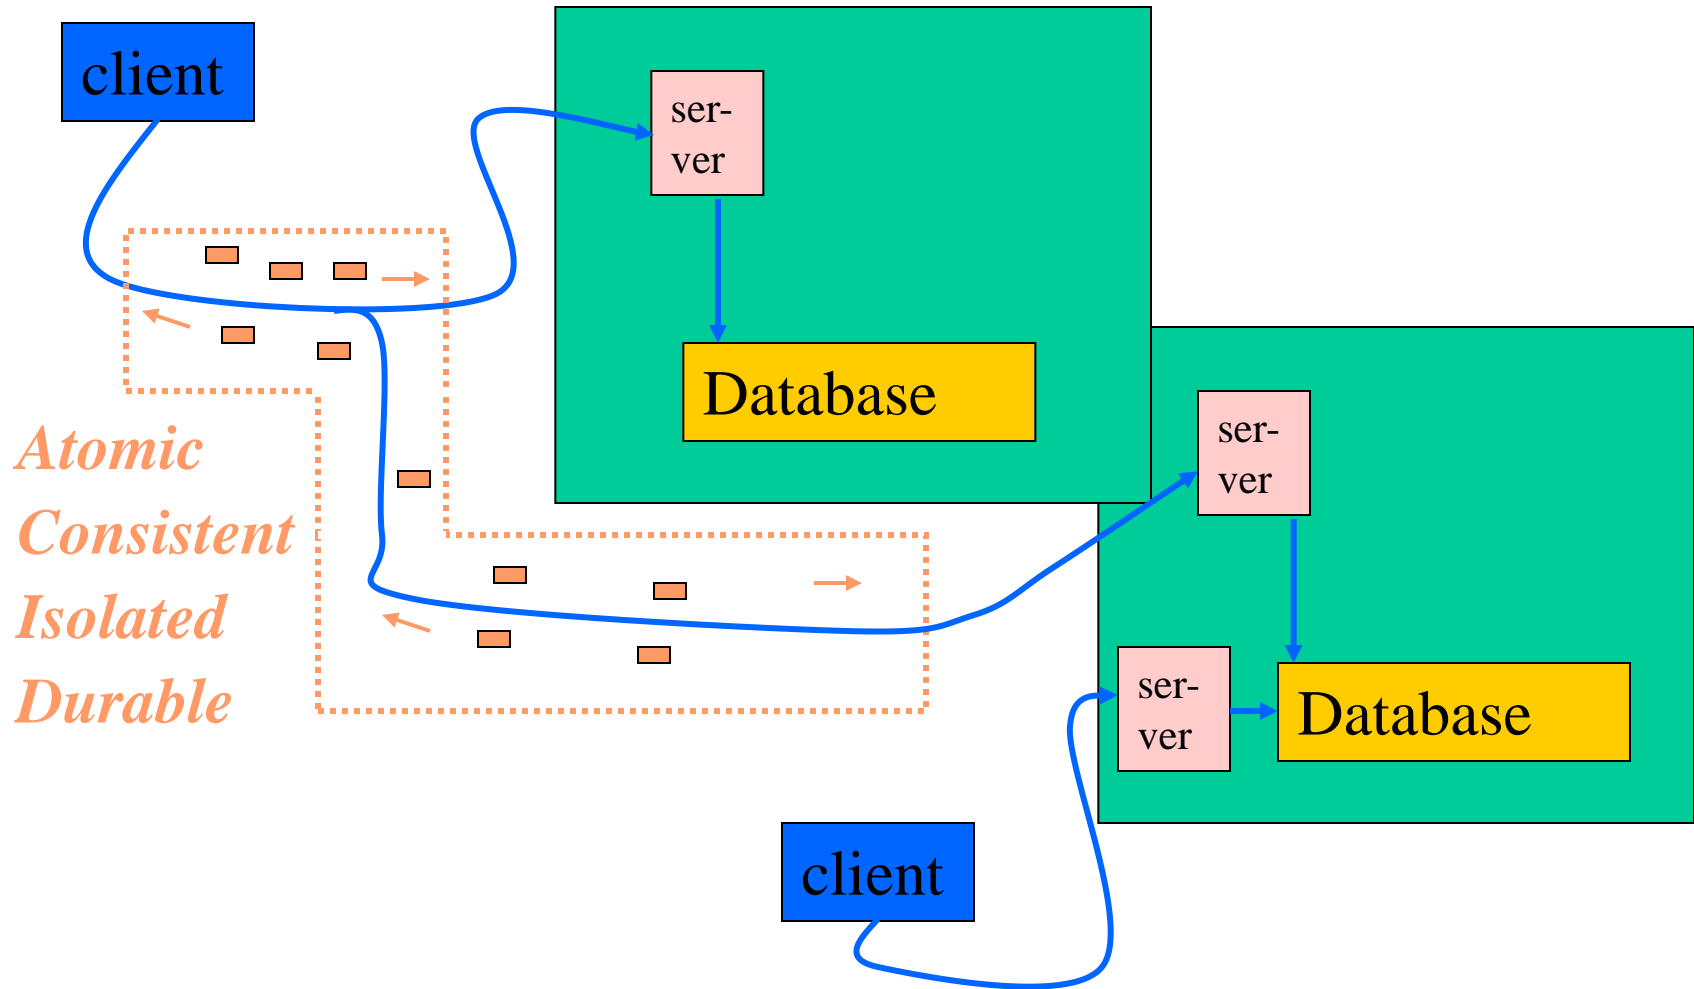 client
ser-
ver
Database
Atomic
Consistent
Isolated
Durable
ser-
ver
ser-
ver
Database
client